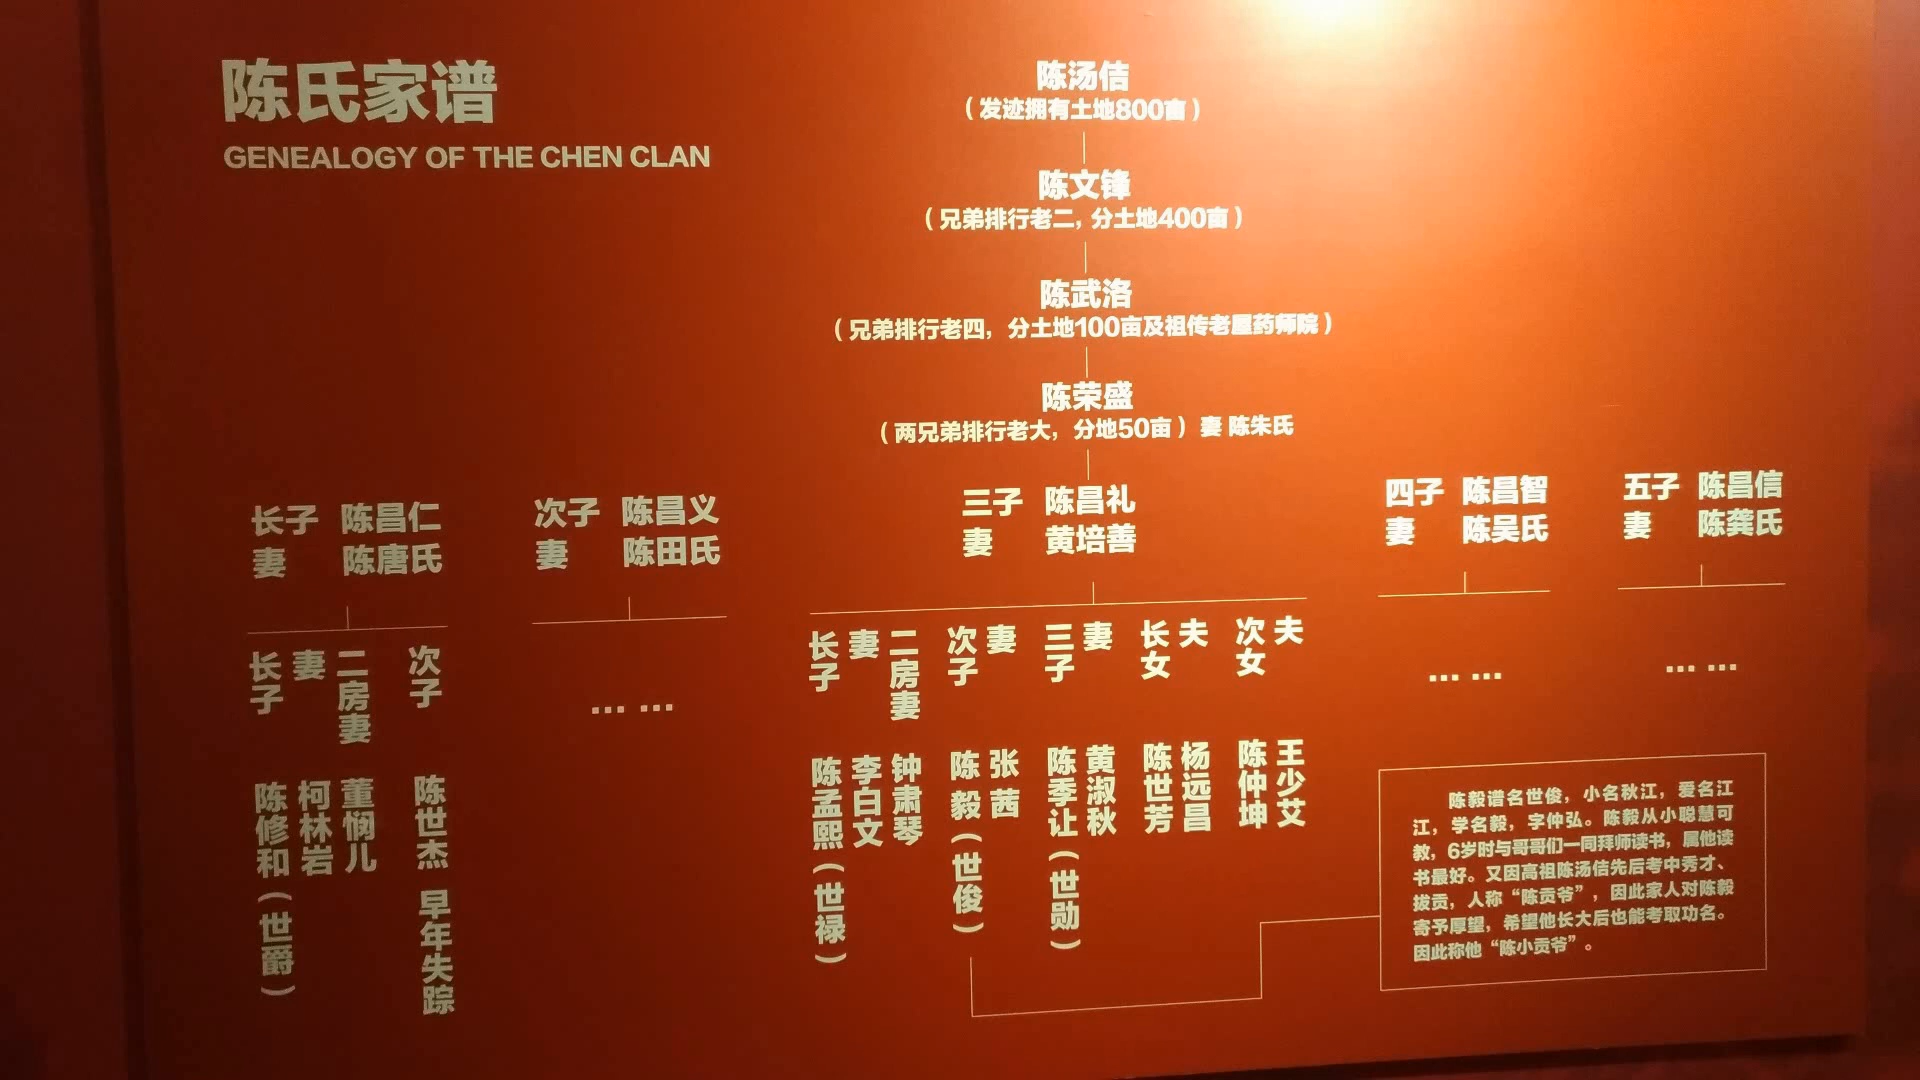 陈氏家谱
GENEALOGY OF THE CHEN CLAN
陈汤佶
（发迹拥有土地800亩）
陈文锋
（兄弟排行老二，分土地400亩）
陈武洛
（兄弟排行老四，分土地100亩及祖传老屋药师院）
陈荣盛
（两兄弟排行老大，分地50亩）妻 陈朱氏
长子 陈昌仁
妻 陈唐氏
次子 陈昌义
妻 陈田氏
三子 陈昌礼
妻 黄培善
四子 陈昌智
妻 陈吴氏
五子 陈昌信
妻 陈龚氏
长子 陈修和（世爵）
妻 柯林岩
二房妻 董悯儿
次子 陈世杰 早年失踪
…… 
长子 陈孟熙（世禄）
妻 李白文
二房妻 钟肃琴
次子 陈毅（世俊）
妻 张茜
三子 陈季让（世勋）
妻 黄淑秋
长女 陈世芳
夫 杨远昌
次女 陈仲坤
夫 王少艾
……
……
陈毅谱名世俊，小名秋江，爱名江
江，学名毅，字仲弘。陈毅从小聪慧可
教，6岁时与哥哥们一同拜师读书，属他读
书最好。又因高祖陈汤佶先后考中秀才、
拔贡，人称“陈贡爷”，因此家人对陈毅
寄予厚望，希望他长大后也能考取功名。
因此称他“陈小贡爷”。